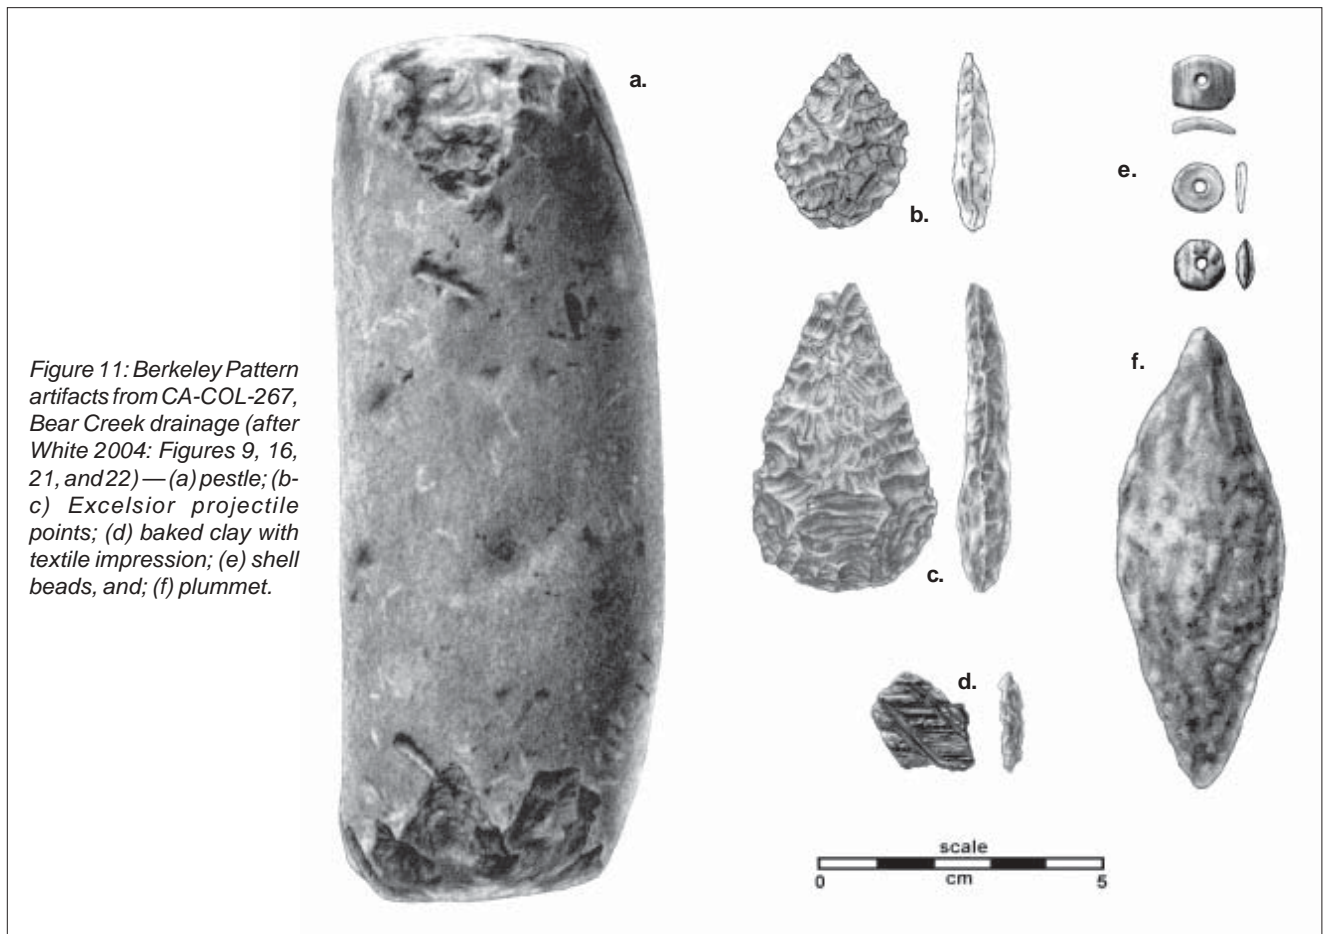 a.
b.
e.
Figure 11: Berkeley Pattern
artifacts from CA-COL-267,
Bear Creek drainage (after
White 2004: Figures 9, 16,
21, and 22) — (a) pestle; (b-
c) Excelsior projectile
points; (d) baked clay with
textile impression; (e) shell
beads, and; (f) plummet.
f.
c.
d.
scale
0 cm 5